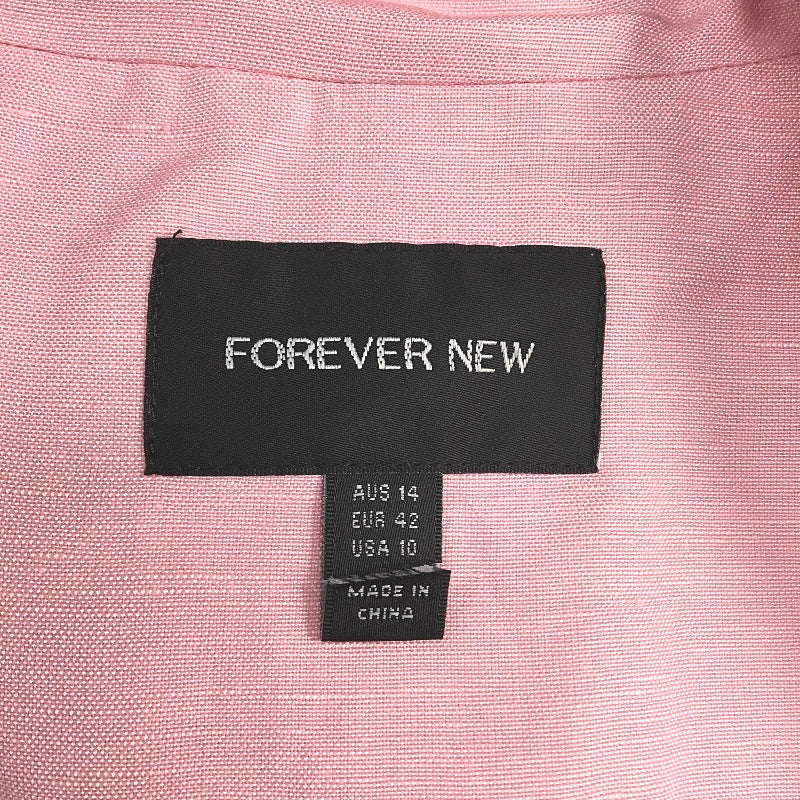 FOREVER NEW
AUS 14
EUR 42
USA 10
MADE IN
CHINA